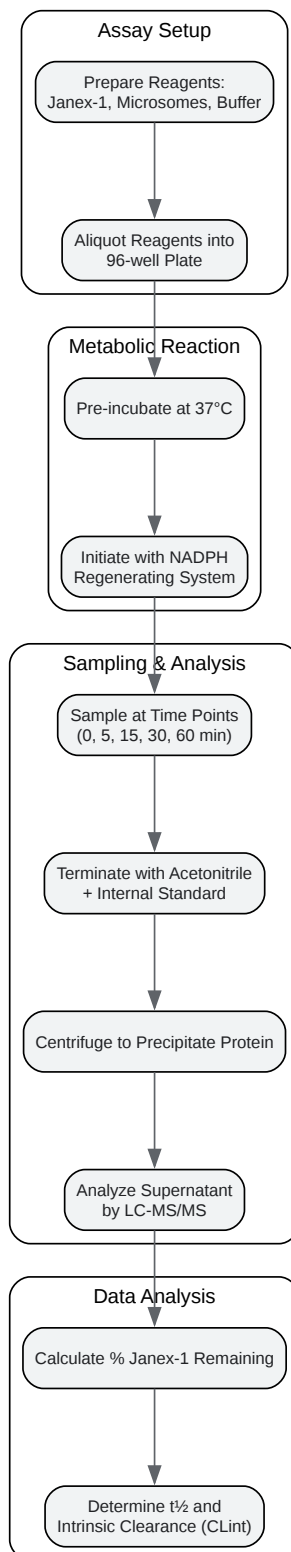 Assay Setup
Prepare Reagents:
Janex-1, Microsomes, Buffer
Aliquot Reagents into
96-well Plate
Metabolic Reaction
Pre-incubate at 37°C
Initiate with NADPH
Regenerating System
Sampling & Analysis
Sample at Time Points
(0, 5, 15, 30, 60 min)
Terminate with Acetonitrile
+ Internal Standard
Centrifuge to Precipitate Protein
Analyze Supernatant
by LC-MS/MS
Data Analysis
Calculate % Janex-1 Remaining
Determine t½ and
Intrinsic Clearance (CLint)